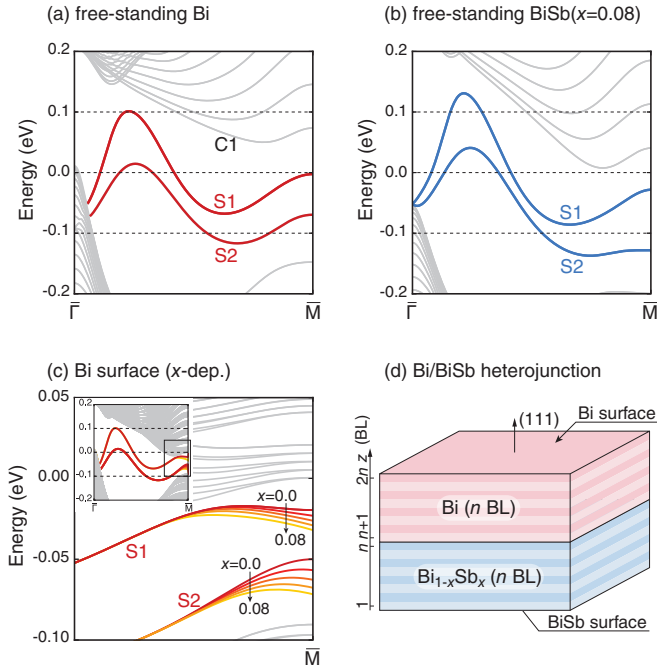 (a) free-standing Bi
0.2
0.1
0.0
-0.1
-0.2
Energy (eV)
C1
S1
S2
Γ̅
M̅
(b) free-standing BiSb(x=0.08)
0.2
0.1
0.0
-0.1
-0.2
Energy (eV)
S1
S2
Γ̅
M̅
(c) Bi surface (x-dep.)
0.05
0.00
-0.05
-0.10
Energy (eV)
0.2
0.1
0.0
-0.1
-0.2
Γ̅
M̅
x=0.0
0.08
S1
x=0.0
0.08
S2
M̅
(d) Bi/BiSb heterojunction
z (BL)
2n
n+1
n
1
(111)
Bi surface
Bi (n BL)
Bi1-xSbx (n BL)
BiSb surface